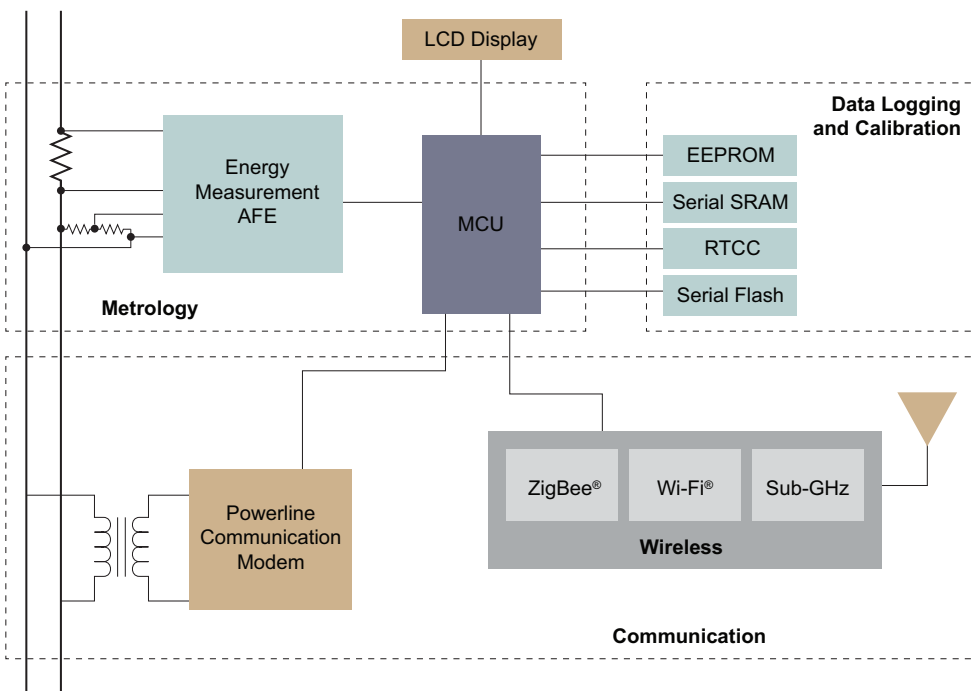 LCD Display
Data Logging
and Calibration
Energy
Measurement
AFE
MCU
EEPROM
Serial SRAM
RTCC
Serial Flash
Metrology
Powerline
Communication
Modem
ZigBee®
Wi-Fi®
Sub-GHz
Wireless
Communication